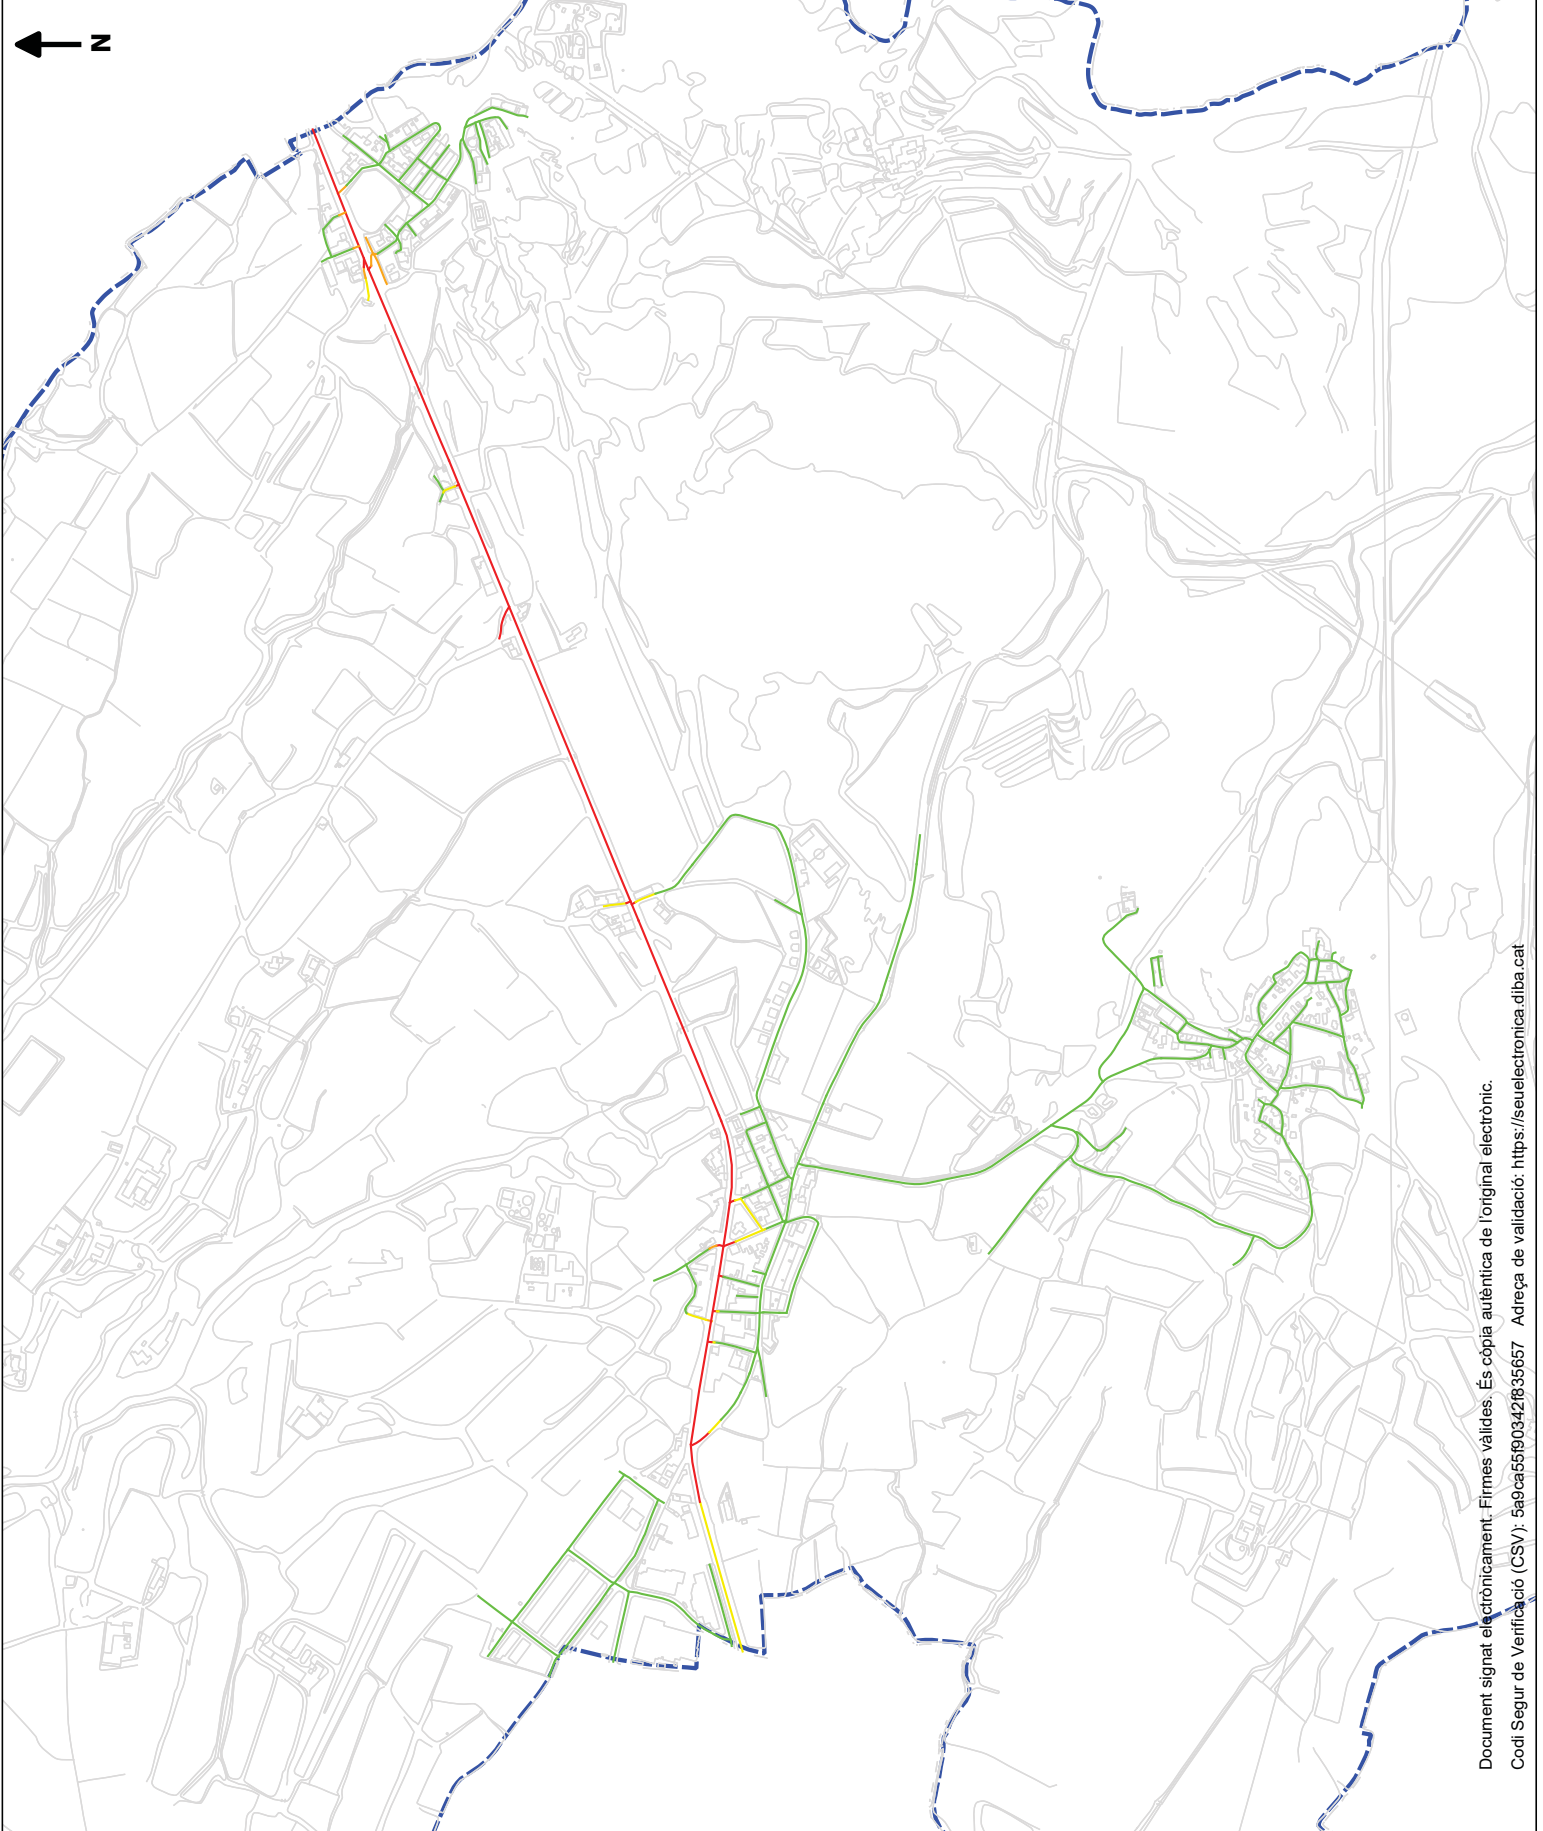 N
Document signat electrònicament. Firmes vàlides. És còpia autèntica de l'original electrònic.
Codi Segur de Verificació (CSV): 5a9ca55f90342f835657 Adreça de validació: https://seuelectronica.diba.cat